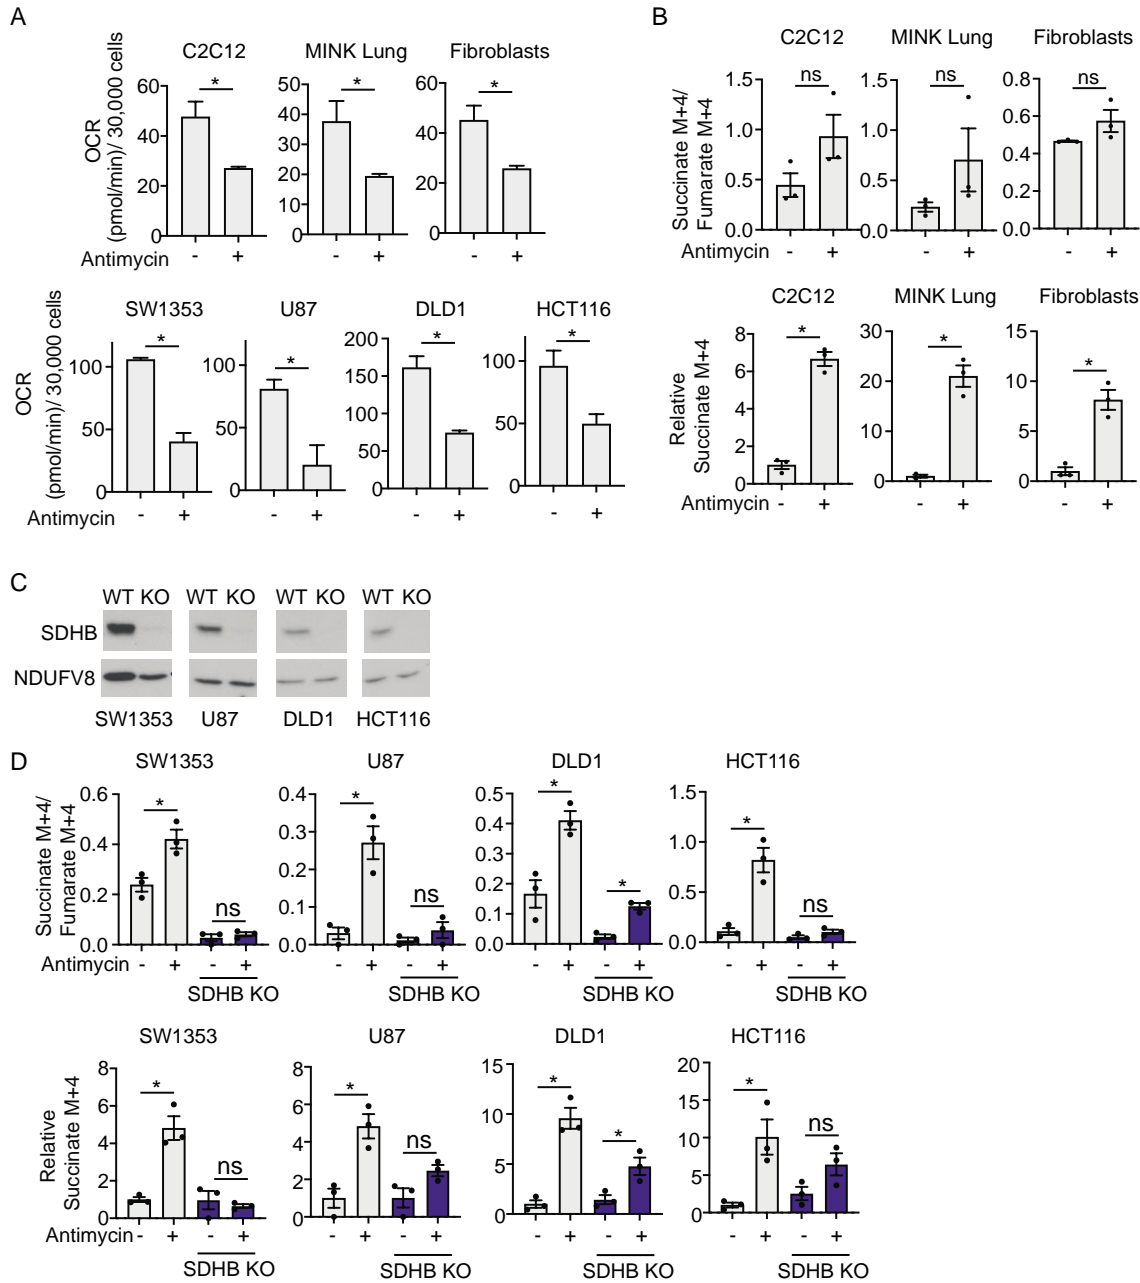 A
C2C12 MINK Lung Fibroblasts
OCR
(pmol/min)/ 30,000 cells
60
40
20
0
*
50
40
30
20
10
0
*
60
40
20
0
*
Antimycin - + - + - +
SW1353 U87 DLD1 HCT116
OCR
(pmol/min)/ 30,000 cells
100
50
0
*
100
50
0
*
200
150
100
50
0
*
100
50
0
*
Antimycin - + - + - + - +
B
C2C12 MINK Lung Fibroblasts
Succinate M+4/
Fumarate M+4
1.5
1.0
0.5
0.0
ns
1.5
1.0
0.5
0.0
ns
0.8
0.6
0.4
0.2
0.0
ns
Antimycin - + - + - +
C2C12 MINK Lung Fibroblasts
Relative
Succinate M+4
8
6
4
2
0
*
30
20
10
0
*
15
10
5
0
*
Antimycin - + - + - +
C
WT KO WT KO WT KO WT KO
SDHB
NDUFV8
SW1353 U87 DLD1 HCT116
D
SW1353 U87 DLD1 HCT116
Succinate M+4/
Fumarate M+4
0.6
0.4
0.2
0.0
*
ns
0.4
0.3
0.2
0.1
0.0
*
ns
0.5
0.4
0.3
0.2
0.1
0.0
*
*
1.5
1.0
0.5
0.0
*
ns
Antimycin - + - + - + - + - + - + - + - +
SDHB KO SDHB KO SDHB KO SDHB KO
SW1353 U87 DLD1 HCT116
Relative
Succinate M+4
8
6
4
2
0
*
ns
8
6
4
2
0
*
ns
15
10
5
0
*
*
20
15
10
5
0
*
ns
Antimycin - + - + - + - + - + - + - + - +
SDHB KO SDHB KO SDHB KO SDHB KO